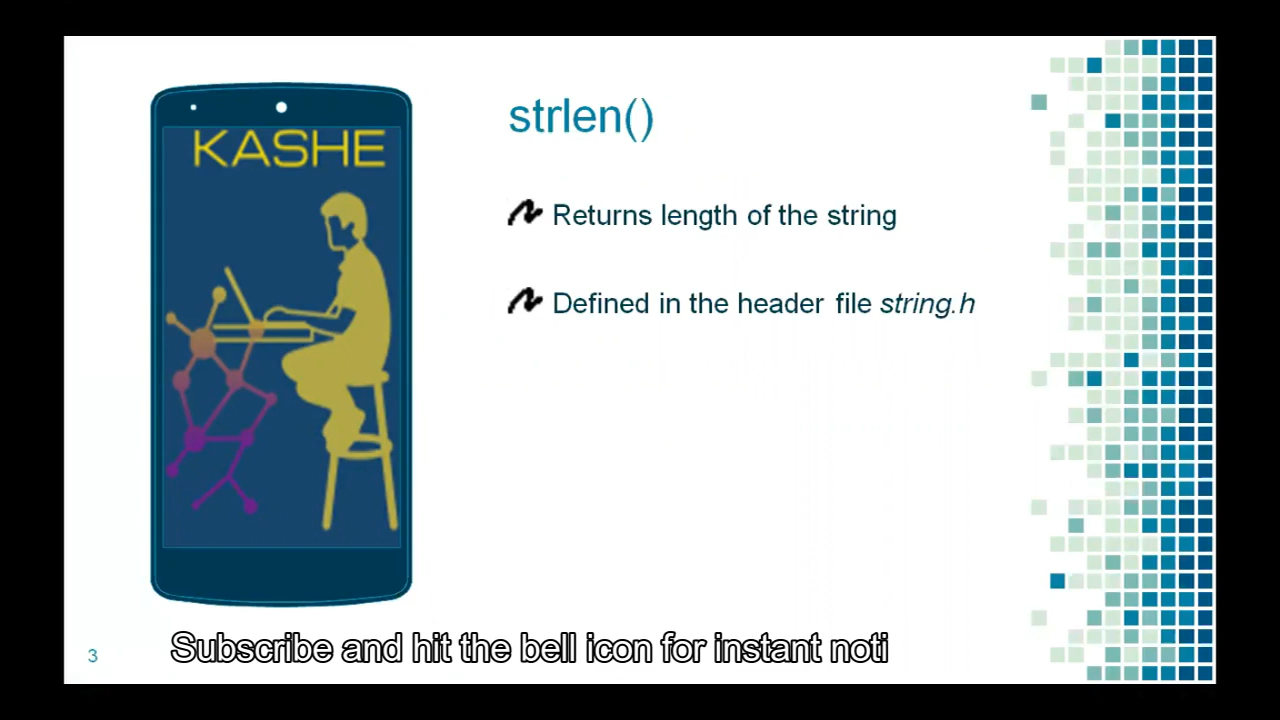 KASHE
strlen()
Returns length of the string
Defined in the header file string.h
3
Subscribe and hit the bell icon for instant noti